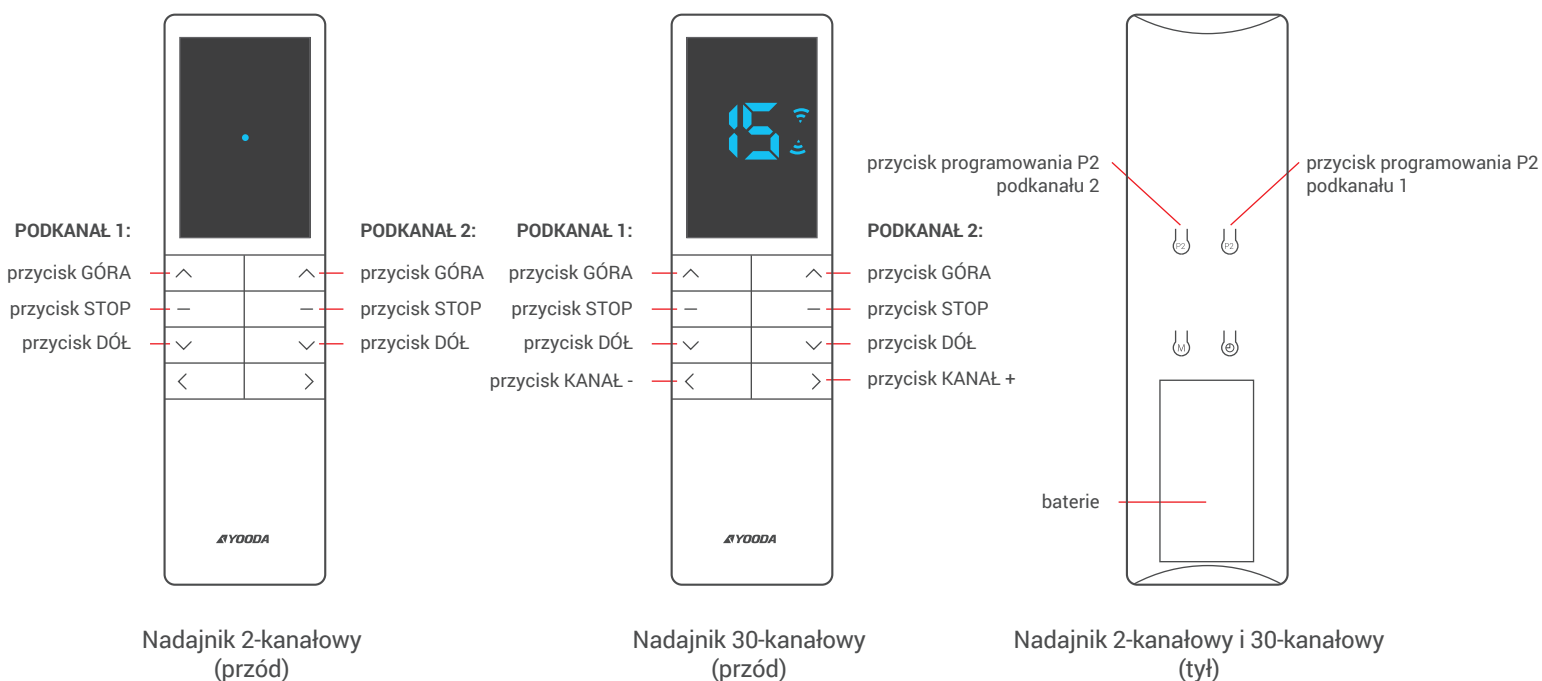 PODKANAŁ 1:
przycisk GÓRA
przycisk STOP
przycisk DÓŁ
PODKANAŁ 2:
przycisk GÓRA
przycisk STOP
przycisk DÓŁ
YOODA
Nadajnik 2-kanałowy
(przód)
15
PODKANAŁ 1:
przycisk GÓRA
przycisk STOP
przycisk DÓŁ
przycisk KANAŁ -
PODKANAŁ 2:
przycisk GÓRA
przycisk STOP
przycisk DÓŁ
przycisk KANAŁ +
YOODA
Nadajnik 30-kanałowy
(przód)
przycisk programowania P2
podkanału 2
przycisk programowania P2
podkanału 1
P2
P2
M
baterie
Nadajnik 2-kanałowy i 30-kanałowy
(tył)